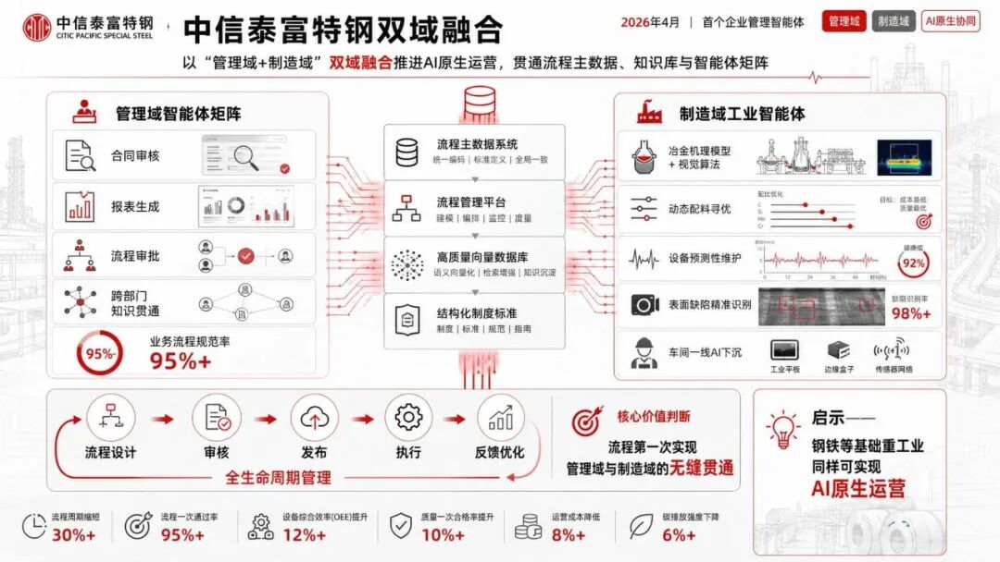 中信泰富特钢
CITIC PACIFIC SPECIAL STEEL
中信泰富特钢双域融合
2026年4月 | 首个企业管理智能体
管理域
制造域
AI原生协同
以“管理域+制造域”双域融合推进AI原生运营，贯通流程主数据、知识库与智能体矩阵
管理域智能体矩阵
合同审核
报表生成
流程审批
跨部门
知识贯通
95%+
业务流程规范率
95%+
流程主数据系统
统一编码 | 标准定义 | 全局一致
流程管理平台
建模 | 编排 | 监控 | 度量
高质量向量数据库
语义向量化 | 检索增强 | 知识沉淀
结构化制度标准
制度 | 标准 | 规范 | 指南
制造域工业智能体
冶金机理模型
+ 视觉算法
动态配料寻优
配比优化
C
Si
Mn
Cr
目标：成本最低
质量最优
设备预测性维护
0 12 24 36 48
健康度
92%
表面缺陷精准识别
缺陷识别率
98%+
车间一线AI下沉
工业平板
边缘盒子
传感器网络
流程设计
审核
发布
执行
反馈优化
全生命周期管理
核心价值判断
流程第一次实现
管理域与制造域的无缝贯通
启示——
钢铁等基础重工业
同样可实现
AI原生运营
流程周期缩短
30%+
流程一次通过率
95%+
设备综合效率(OEE)提升
12%+
质量一次合格率提升
10%+
运营成本降低
8%+
碳排放强度下降
6%+